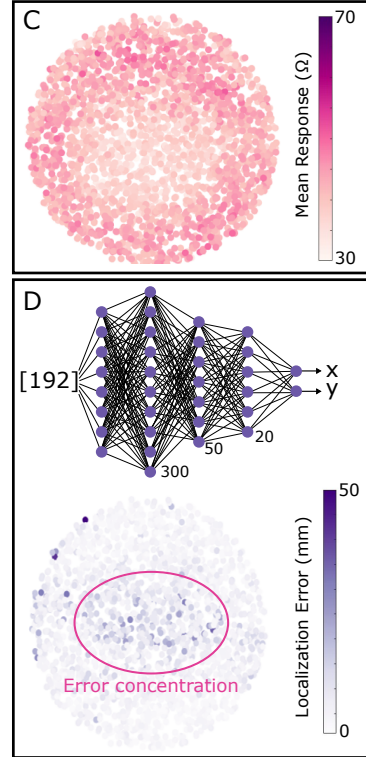 C
70
Mean Response (Ω)
30
D
[192]
x
y
300
50
20
50
Localization Error (mm)
0
Error concentration